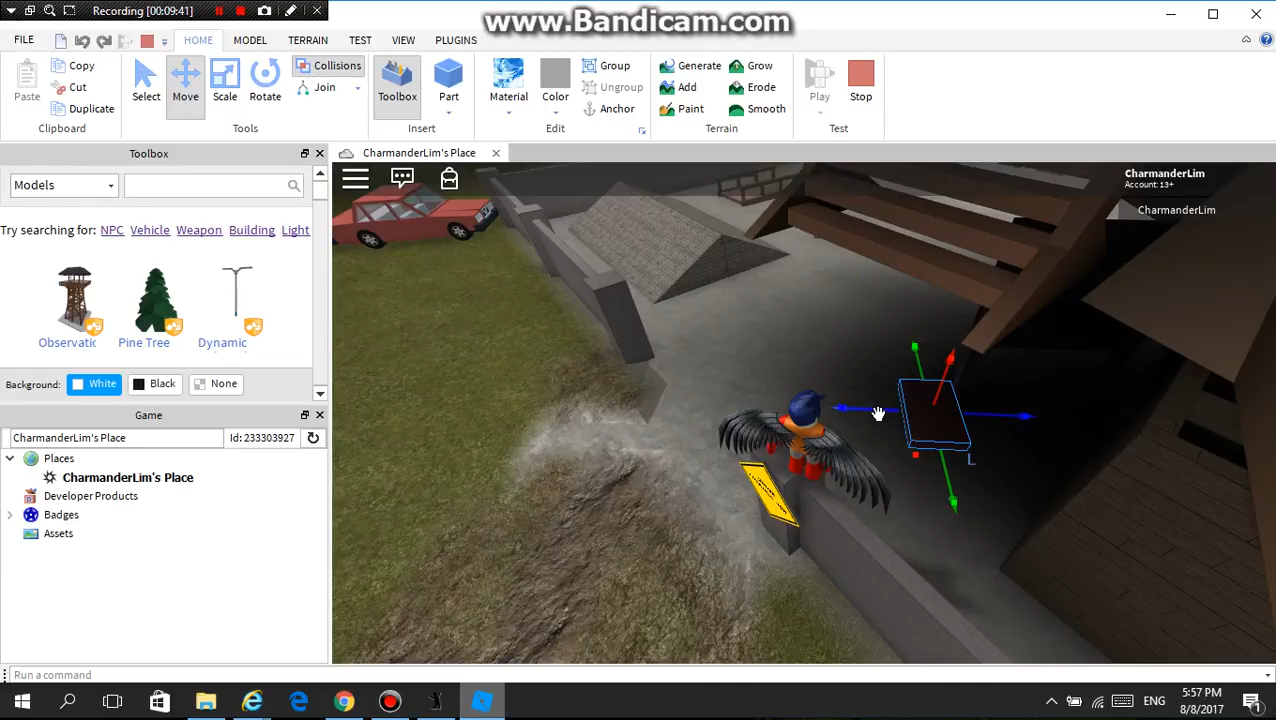 Recording [00:09:41]
www.Bandicam.com
FILE HOME MODEL TERRAIN TEST VIEW PLUGINS
Paste
Copy
Cut
Duplicate
Clipboard
Select
Move
Scale
Rotate
Collisions
Join
Tools
Toolbox
Part
Insert
Material
Color
Group
Ungroup
Anchor
Edit
Generate
Grow
Add
Erode
Paint
Smooth
Terrain
Play
Stop
Test
Toolbox
CharmanderLim's Place
Models
Try searching for: NPC Vehicle Weapon Building Light
Observatic
Pine Tree
Dynamic
Background: White Black None
Game
CharmanderLim's Place
Id: 233303927
Places
CharmanderLim's Place
Developer Products
Badges
Assets
CharmanderLim
Account: 13+
CharmanderLim
L
Run a command
ENG
5:57 PM
8/8/2017
1